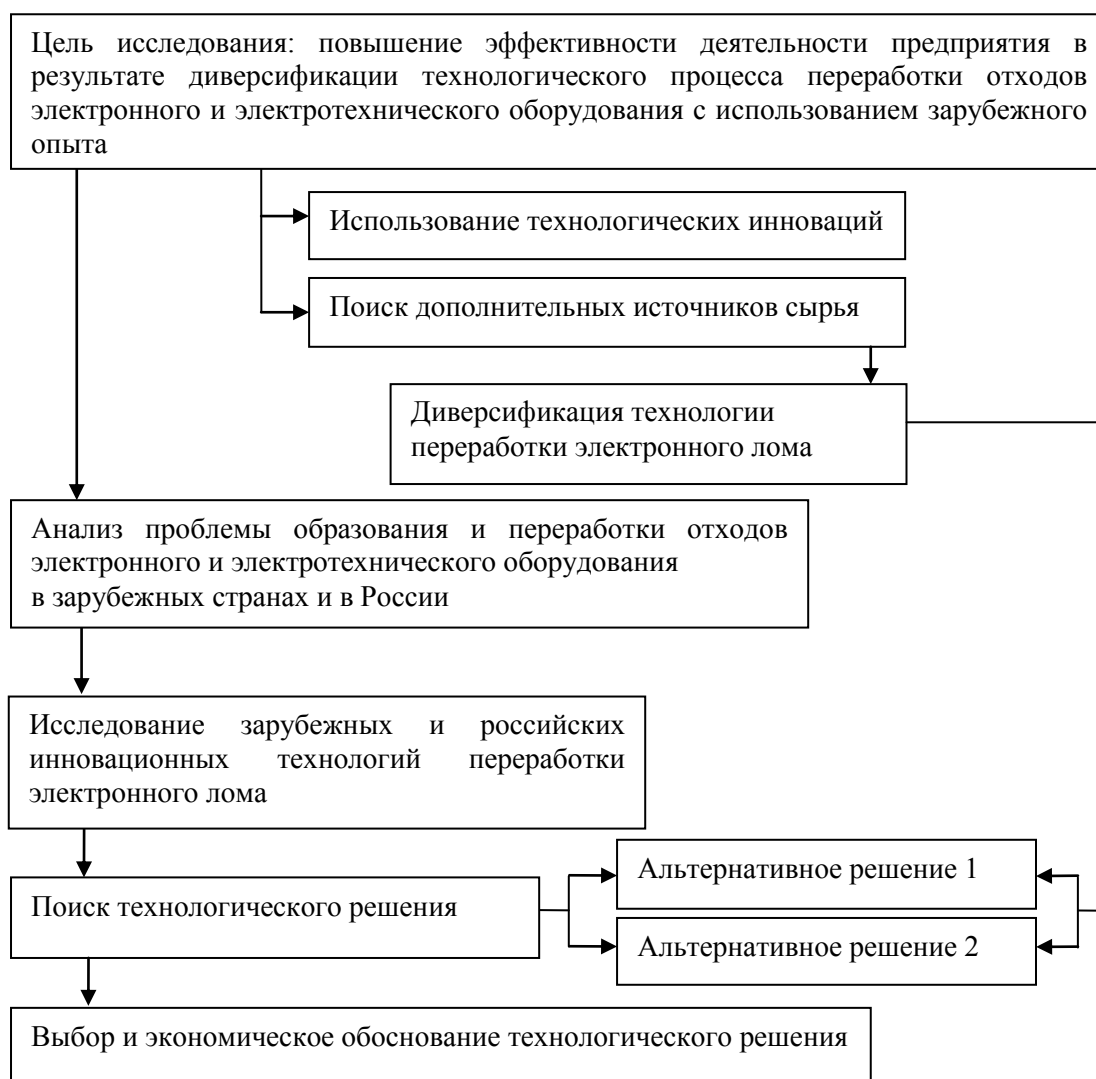 Цель исследования: повышение эффективности деятельности предприятия в
результате диверсификации технологического процесса переработки отходов
электронного и электротехнического оборудования с использованием зарубежного
опыта
Использование технологических инноваций
Поиск дополнительных источников сырья
Диверсификация технологии
переработки электронного лома
Анализ проблемы образования и переработки отходов
электронного и электротехнического оборудования
в зарубежных странах и в России
Исследование зарубежных и российских
инновационных технологий переработки
электронного лома
Поиск технологического решения
Альтернативное решение 1
Альтернативное решение 2
Выбор и экономическое обоснование технологического решения